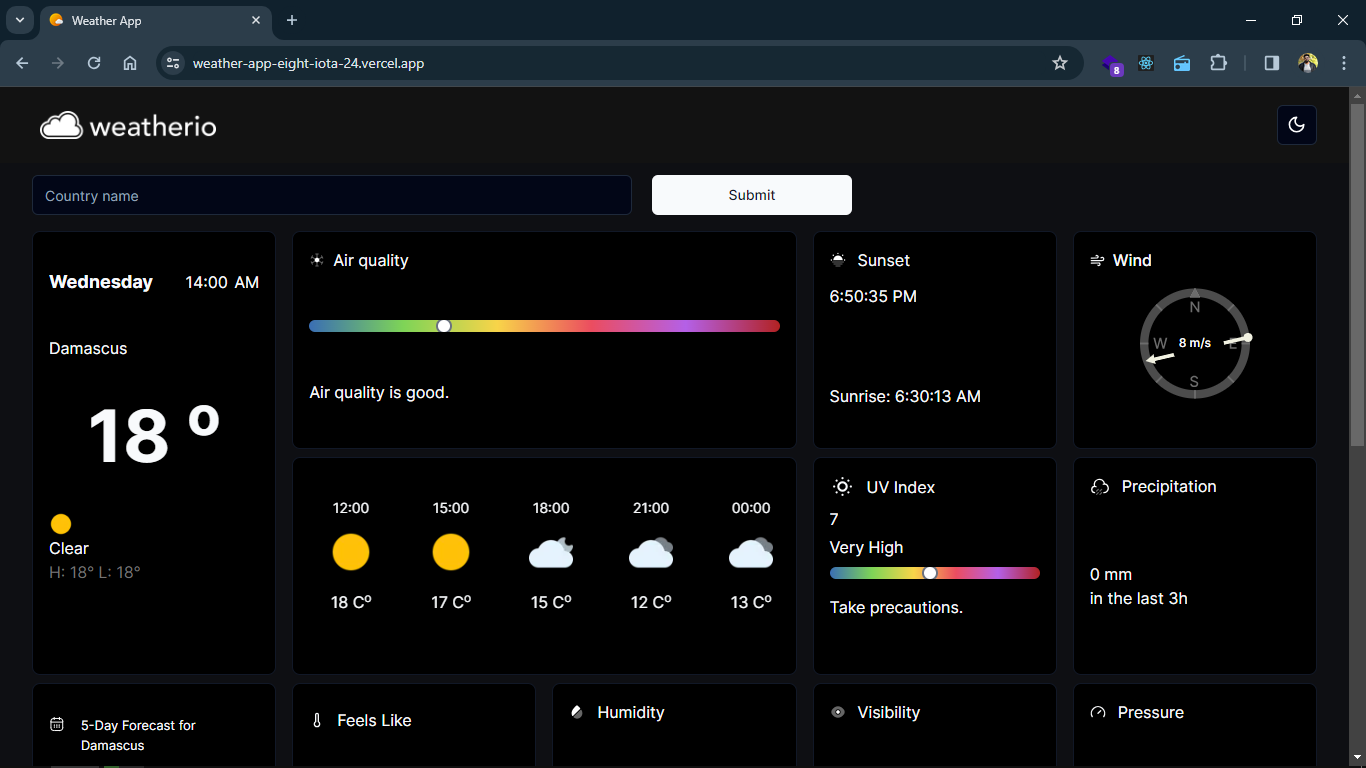 Weather App
weather-app-eight-iota-24.vercel.app
8
weatherio
Country name
Submit
Wednesday 14:00 AM
Damascus
18 º
Clear
H: 18° L: 18°
Air quality
Air quality is good.
Sunset
6:50:35 PM
Sunrise: 6:30:13 AM
Wind
N
W 8 m/s E
S
12:00 15:00 18:00 21:00 00:00
18 Cº 17 Cº 15 Cº 12 Cº 13 Cº
UV Index
7
Very High
Take precautions.
Precipitation
0 mm
in the last 3h
5-Day Forecast for
Damascus
Feels Like
Humidity
Visibility
Pressure